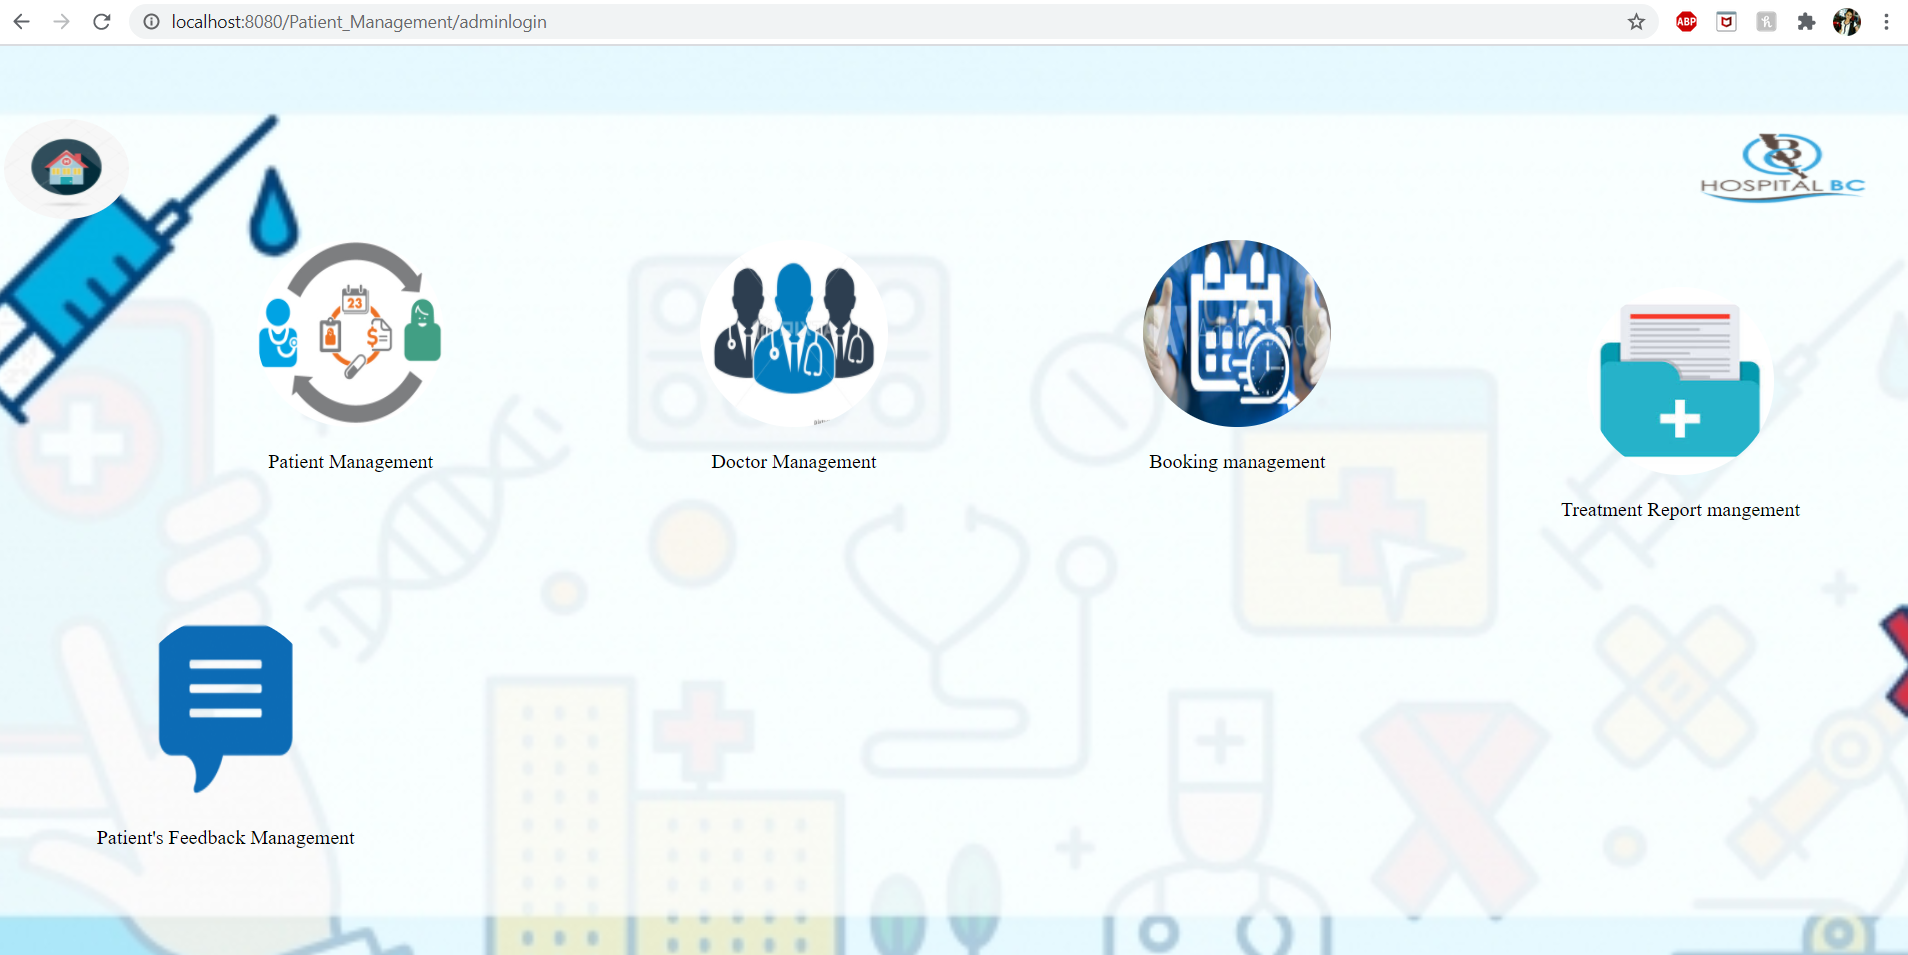 localhost:8080/Patient_Management/adminlogin
ABP
HOSPITAL BC
23
Patient Management
Doctor Management
Booking management
Treatment Report mangement
Patient's Feedback Management